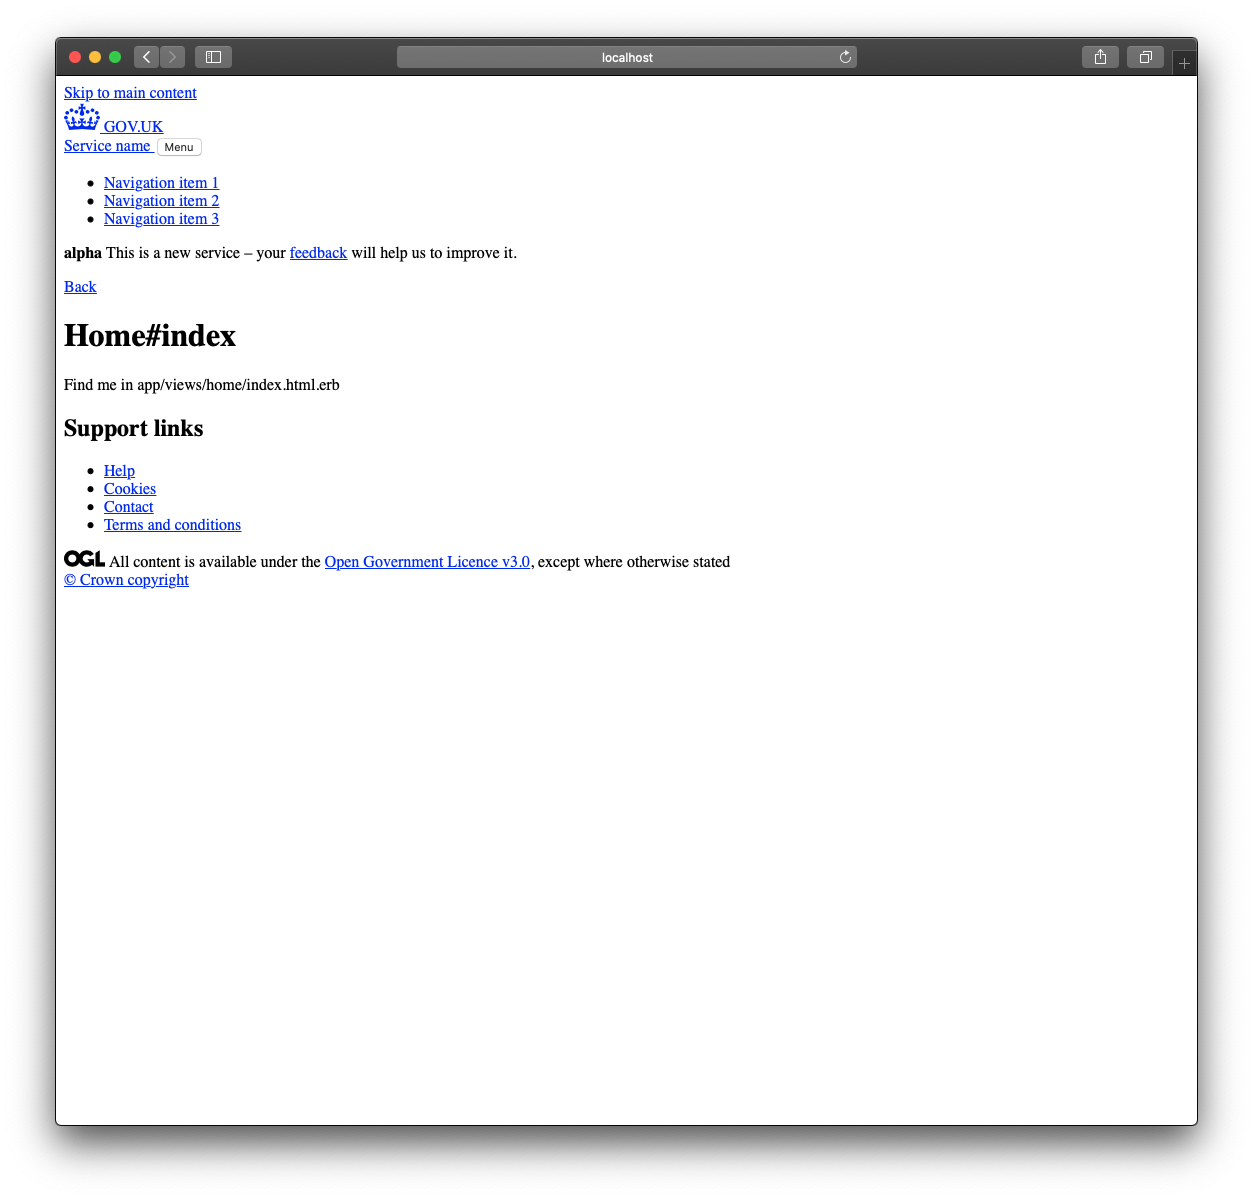 localhost
Skip to main content
GOV.UK
Service name Menu
Navigation item 1
Navigation item 2
Navigation item 3
alpha This is a new service – your feedback will help us to improve it.
Back
Home#index
Find me in app/views/home/index.html.erb
Support links
Help
Cookies
Contact
Terms and conditions
OGL All content is available under the Open Government Licence v3.0, except where otherwise stated
© Crown copyright